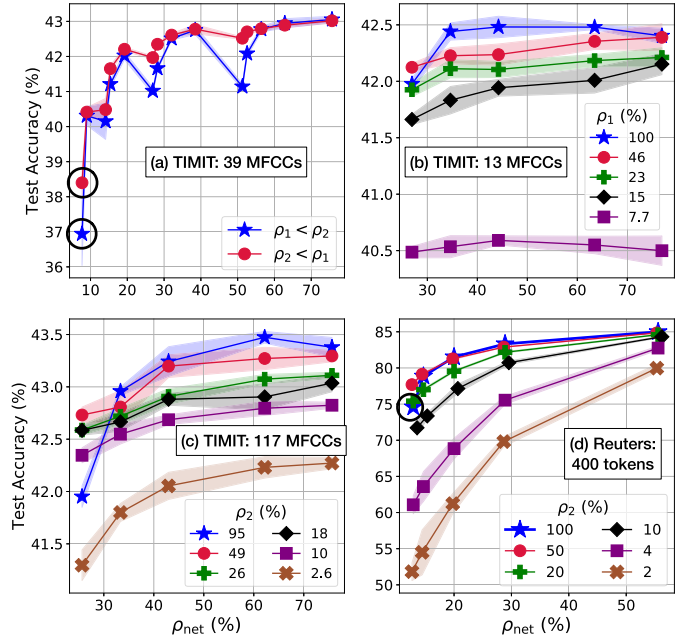 Test Accuracy (%)
43
42
41
40
39
38
37
36
(a) TIMIT: 39 MFCCs
ρ1 < ρ2
ρ2 < ρ1
10 20 30 40 50 60 70
42.5
42.0
41.5
41.0
40.5
(b) TIMIT: 13 MFCCs
ρ1 (%)
100
46
23
15
7.7
30 40 50 60 70
Test Accuracy (%)
43.5
43.0
42.5
42.0
41.5
(c) TIMIT: 117 MFCCs
ρ2 (%)
95 18
49 10
26 2.6
30 40 50 60 70
ρnet (%)
85
80
75
70
65
60
55
50
(d) Reuters:
400 tokens
ρ2 (%)
100 10
50 4
20 2
20 30 40 50
ρnet (%)